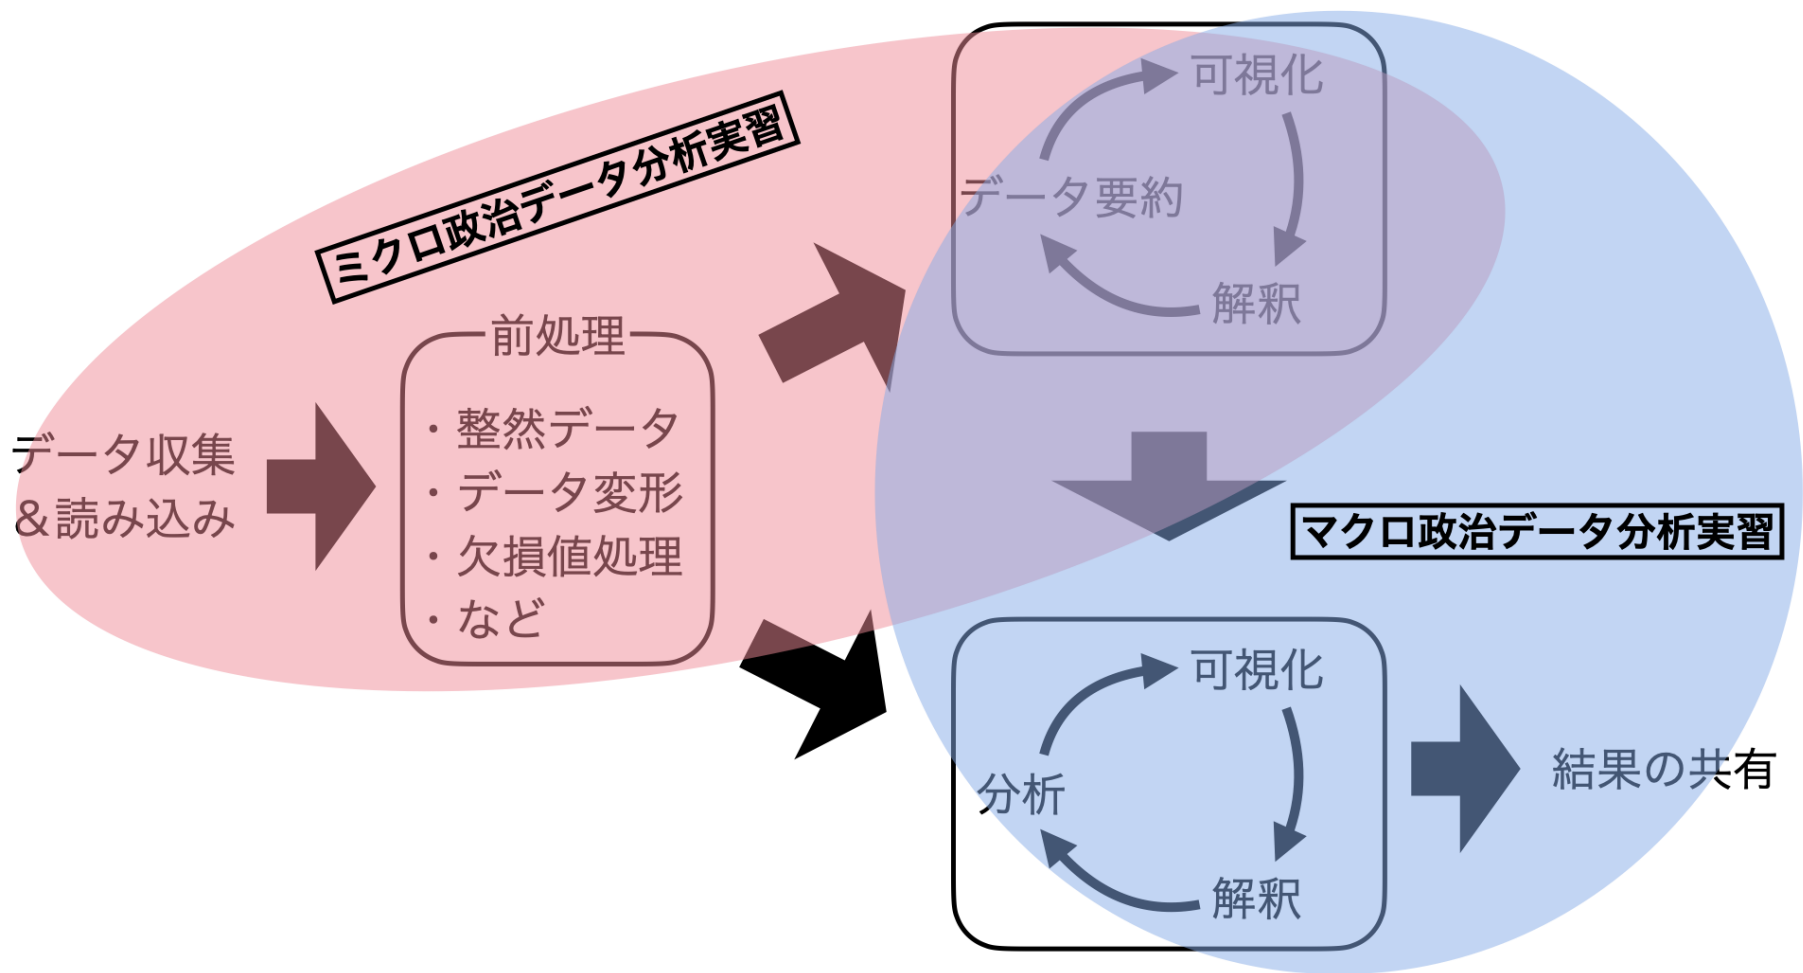 ミクロ政治データ分析実習
データ収集
&読み込み
前処理
・整然データ
・データ変形
・欠損値処理
・など
可視化
データ要約
解釈
マクロ政治データ分析実習
可視化
分析
解釈
結果の共有